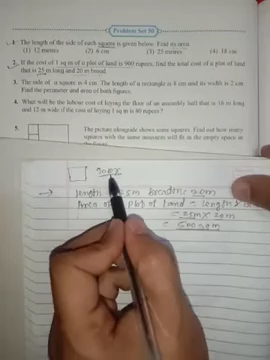 Problem Set 50
1. The length of the side of each square is given below. Find its area
(1) 12 metres (2) 6 cm (3) 25 metres (4) 18 cm
2. If the cost of 1 sq m of a plot of land is 900 rupees, find the total cost of a plot of land
that is 25 m long and 20 m broad
3. The side of a square is 4 cm. The length of a rectangle is 8 cm and its width is 2 cm.
Find the perimeter and area of both figures.
4. What will be the labour cost of laying the floor of an assembly hall that is 16 m long
and 12 m wide if the cost of laying 1 sq m is 80 rupees?
5. The picture alongside shows some squares. Find out how many
squares with the same measures will fit in the empty space in
→ length 25m breadth 20m
Area of plot of land = length x
= 25m x 20m
= 500 sq m